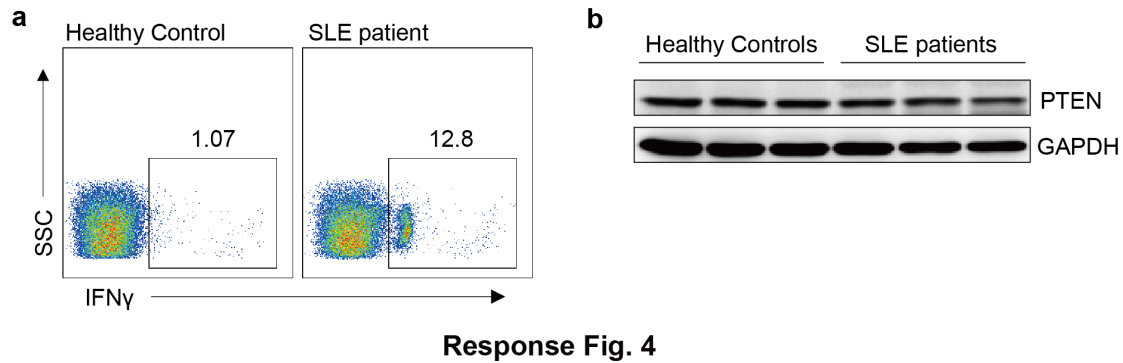 a
Healthy Control
SLE patient
1.07
12.8
SSC
IFNγ
b
Healthy Controls
SLE patients
PTEN
GAPDH
Response Fig. 4